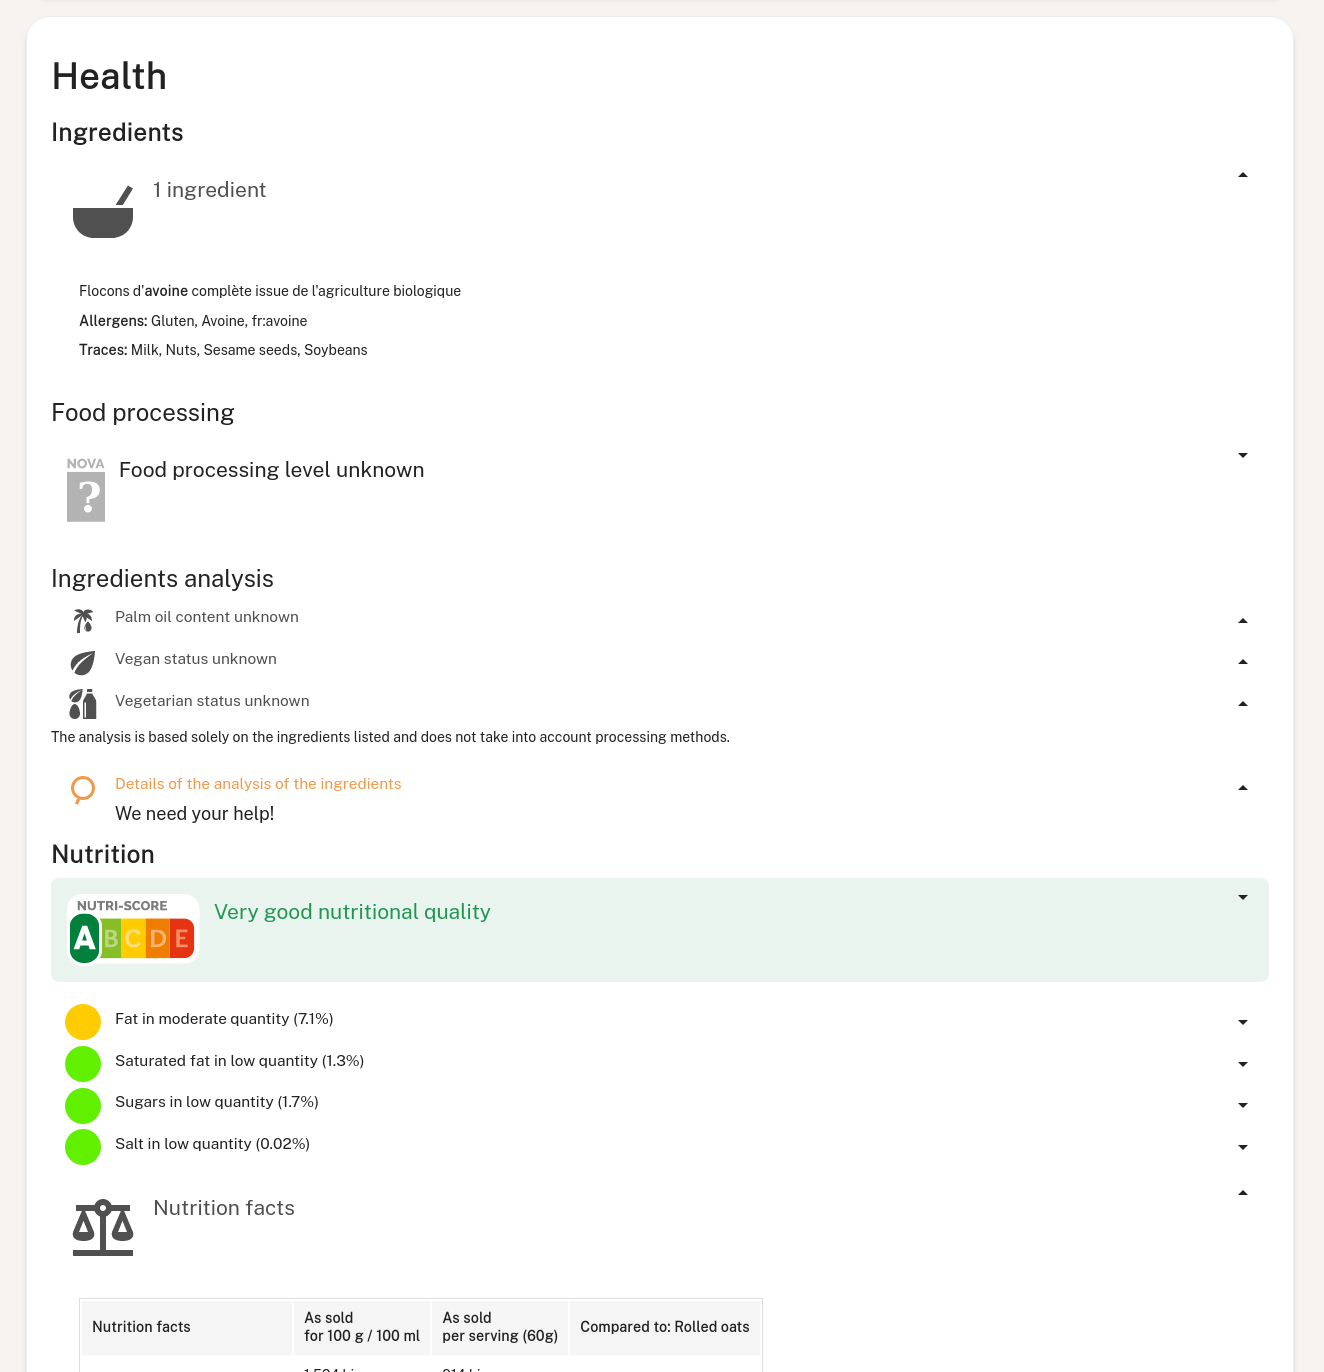 Health
Ingredients
1 ingredient
Flocons d'avoine complète issue de l'agriculture biologique
Allergens: Gluten, Avoine, fr:avoine
Traces: Milk, Nuts, Sesame seeds, Soybeans
Food processing
NOVA
?
Food processing level unknown
Ingredients analysis
Palm oil content unknown
Vegan status unknown
Vegetarian status unknown
The analysis is based solely on the ingredients listed and does not take into account processing methods.
Details of the analysis of the ingredients
We need your help!
Nutrition
NUTRI-SCORE
A B C D E
Very good nutritional quality
Fat in moderate quantity (7.1%)
Saturated fat in low quantity (1.3%)
Sugars in low quantity (1.7%)
Salt in low quantity (0.02%)
Nutrition facts
Nutrition facts
As sold
for 100 g / 100 ml
As sold
per serving (60g)
Compared to: Rolled oats